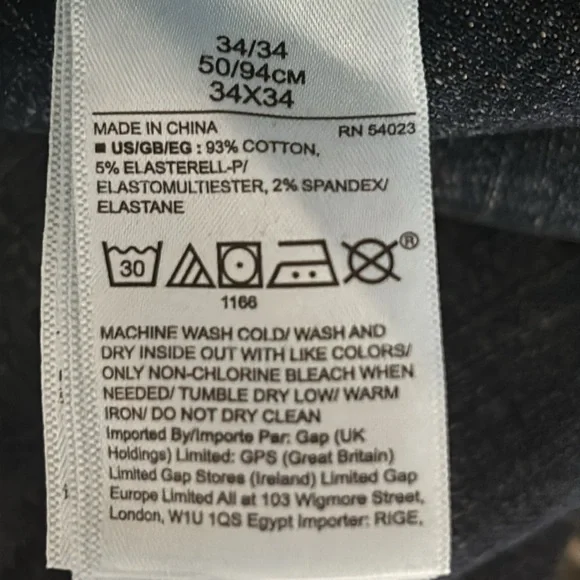 34/34
50/94CM
34X34
MADE IN CHINA RN 54023
■ US/GB/EG : 93% COTTON,
5% ELASTERELL-P/
ELASTOMULTIESTER, 2% SPANDEX/
ELASTANE
30 ®
1166
MACHINE WASH COLD/ WASH AND
DRY INSIDE OUT WITH LIKE COLORS/
ONLY NON-CHLORINE BLEACH WHEN
NEEDED/ TUMBLE DRY LOW/ WARM
IRON/ DO NOT DRY CLEAN
Imported By/Importe Par: Gap (UK
Holdings) Limited: GPS (Great Britain)
Limited Gap Stores (Ireland) Limited Gap
Europe Limited All at 103 Wigmore Street,
London, W1U 1QS Egypt Importer: RIGE,